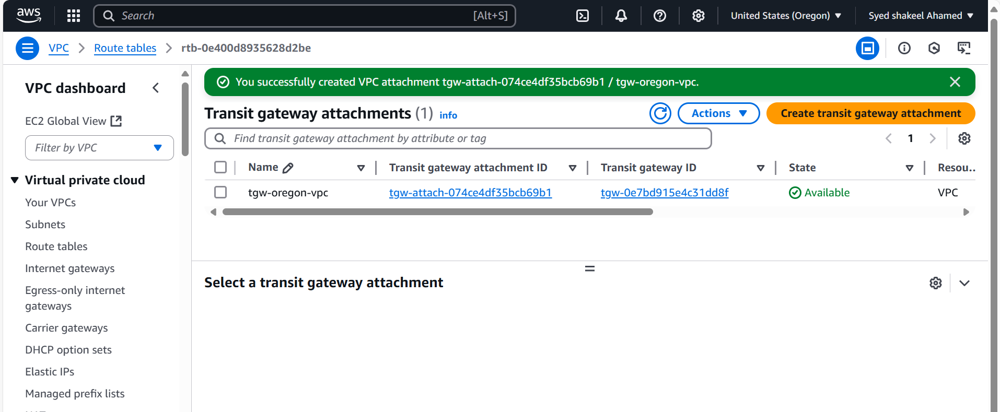 aws
Search [Alt+S]
United States (Oregon)
Syed shakeel Ahamed
VPC
Route tables
rtb-0e400d8935628d2be
VPC dashboard
EC2 Global View
Filter by VPC
Virtual private cloud
Your VPCs
Subnets
Route tables
Internet gateways
Egress-only internet
gateways
Carrier gateways
DHCP option sets
Elastic IPs
Managed prefix lists
You successfully created VPC attachment tgw-attach-074ce4df35bcb69b1 / tgw-oregon-vpc.
Transit gateway attachments (1) info
Actions
Create transit gateway attachment
Find transit gateway attachment by attribute or tag
1
Name Transit gateway attachment ID Transit gateway ID State Resou..
tgw-oregon-vpc tgw-attach-074ce4df35bcb69b1 tgw-0e7bd915e4c31dd8f Available VPC
Select a transit gateway attachment